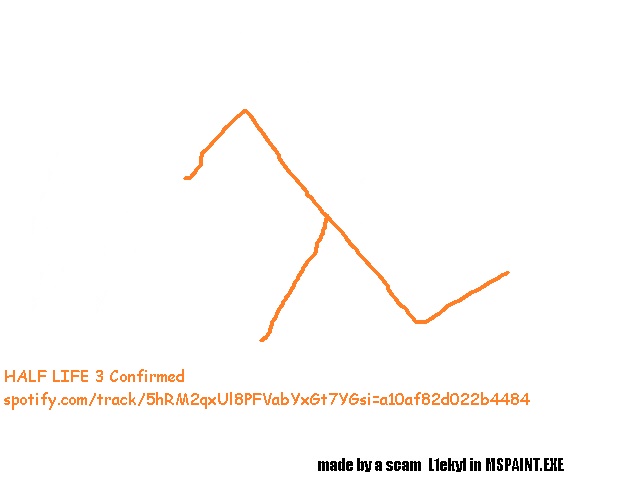 HALF LIFE 3 Confirmed
spotify.com/track/5hRM2qxUl8PFVabYxGt7YGsi=a10af82d022b4484
made by a scam L1ekyl in MSPAINT.EXE